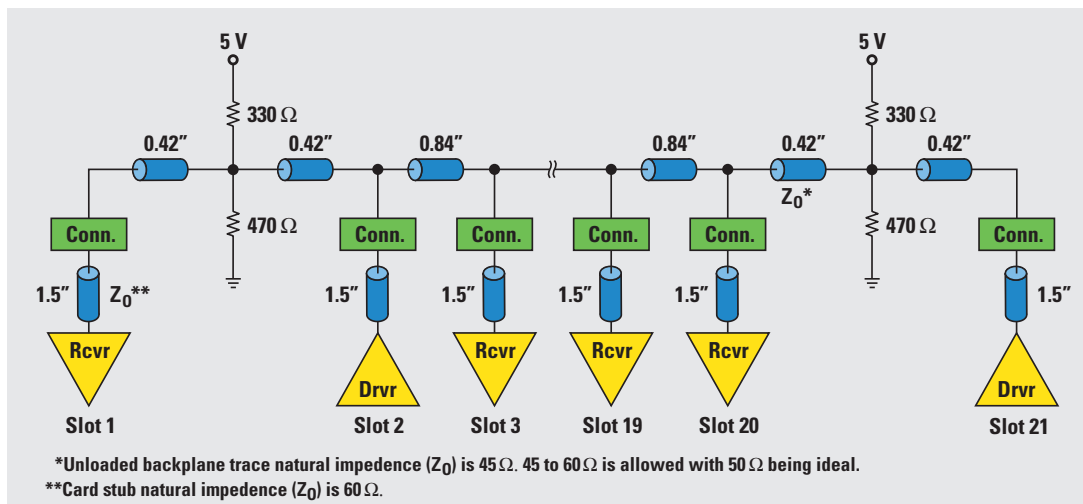 5 V
5 V
330 Ω
330 Ω
0.42″
0.42″
0.84″
0.84″
0.42″
0.42″
Z0*
470 Ω
470 Ω
Conn.
Conn.
Conn.
Conn.
Conn.
Conn.
1.5″
Z0**
1.5″
1.5″
1.5″
1.5″
1.5″
Rcvr
Drvr
Rcvr
Rcvr
Rcvr
Drvr
Slot 1
Slot 2
Slot 3
Slot 19
Slot 20
Slot 21
*Unloaded backplane trace natural impedence (Z0) is 45 Ω. 45 to 60 Ω is allowed with 50 Ω being ideal.
**Card stub natural impedence (Z0) is 60 Ω.